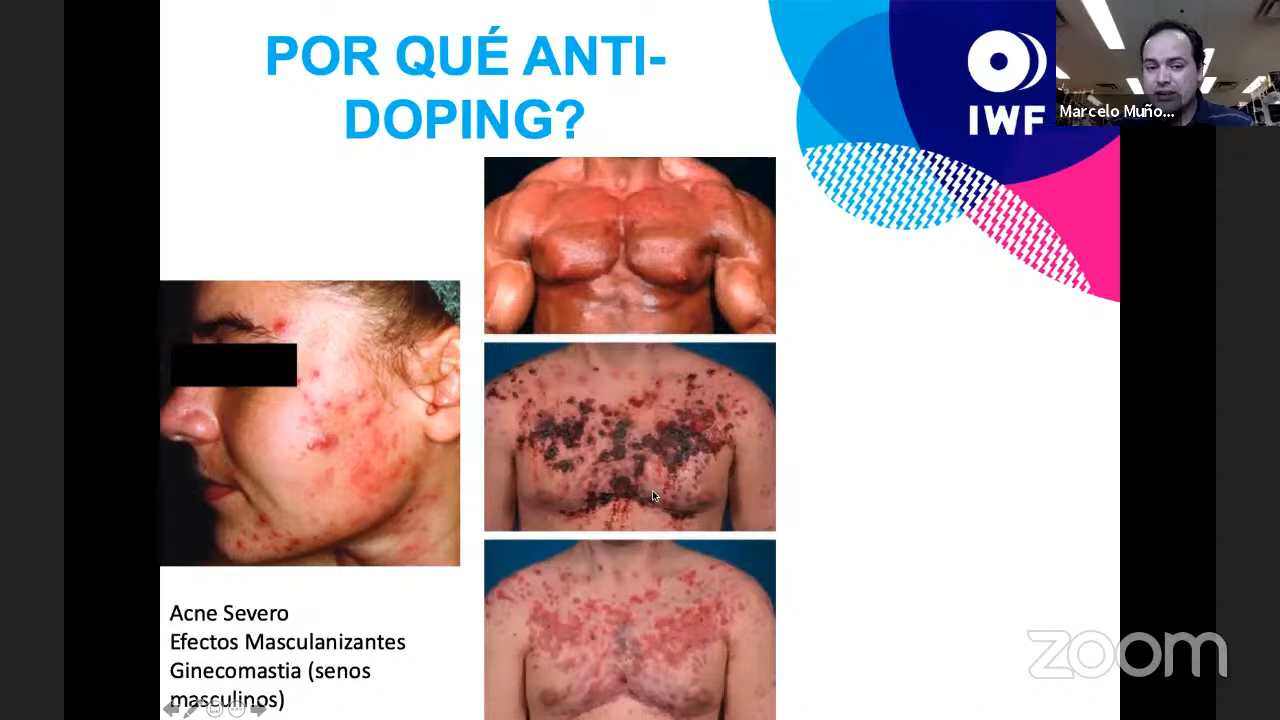 POR QUÉ ANTI-
DOPING?
IWF
Marcelo Muño...
Acne Severo
Efectos Masculanizantes
Ginecomastia (senos
masculinos)
zoom